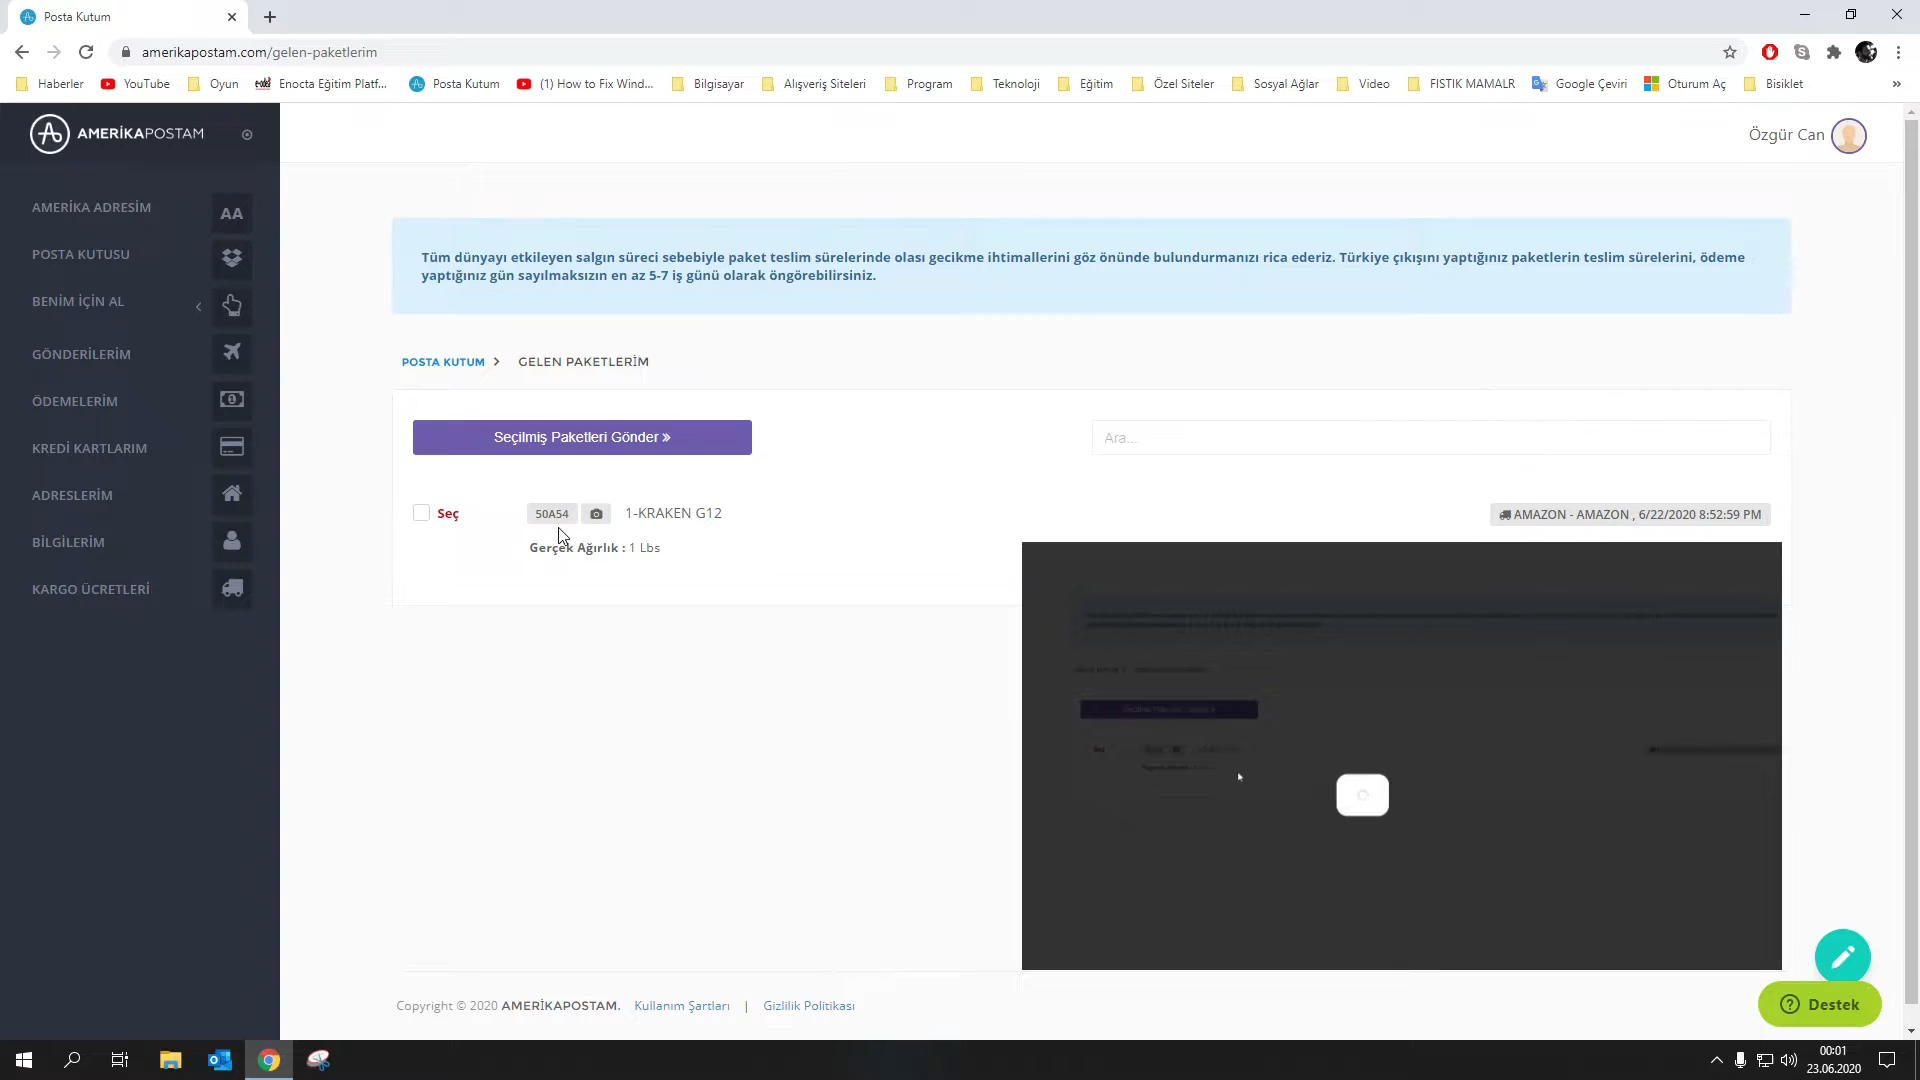 Posta Kutum
amerikapostam.com/gelen-paketlerim
Haberler YouTube Oyun Enocta Eğitim Platf... Posta Kutum (1) How to Fix Wind... Bilgisayar Alışveriş Siteleri Program Teknoloji Eğitim Özel Siteler Sosyal Ağlar Video FISTIK MAMALR Google Çeviri Oturum Aç Bisiklet »
AMERİKAPOSTAM
Özgür Can
AMERİKA ADRESİM AA
POSTA KUTUSU
BENİM İÇİN AL
GÖNDERİLERİM
ÖDEMELERİM
KREDİ KARTLARIM
ADRESLERİM
BİLGİLERİM
KARGO ÜCRETLERİ
Tüm dünyayı etkileyen salgın süreci sebebiyle paket teslim sürelerinde olası gecikme ihtimallerini göz önünde bulundurmanızı rica ederiz. Türkiye çıkışını yaptığınız paketlerin teslim sürelerini, ödeme
yaptığınız gün sayılmaksızın en az 5-7 iş günü olarak öngörebilirsiniz.
POSTA KUTUM > GELEN PAKETLERİM
Seçilmiş Paketleri Gönder »
Ara...
Seç 50A54 1-KRAKEN G12 AMAZON - AMAZON , 6/22/2020 8:52:59 PM
Gerçek Ağırlık : 1 Lbs
Copyright © 2020 AMERİKAPOSTAM. Kullanım Şartları | Gizlilik Politikası
Destek
00:01
23.06.2020